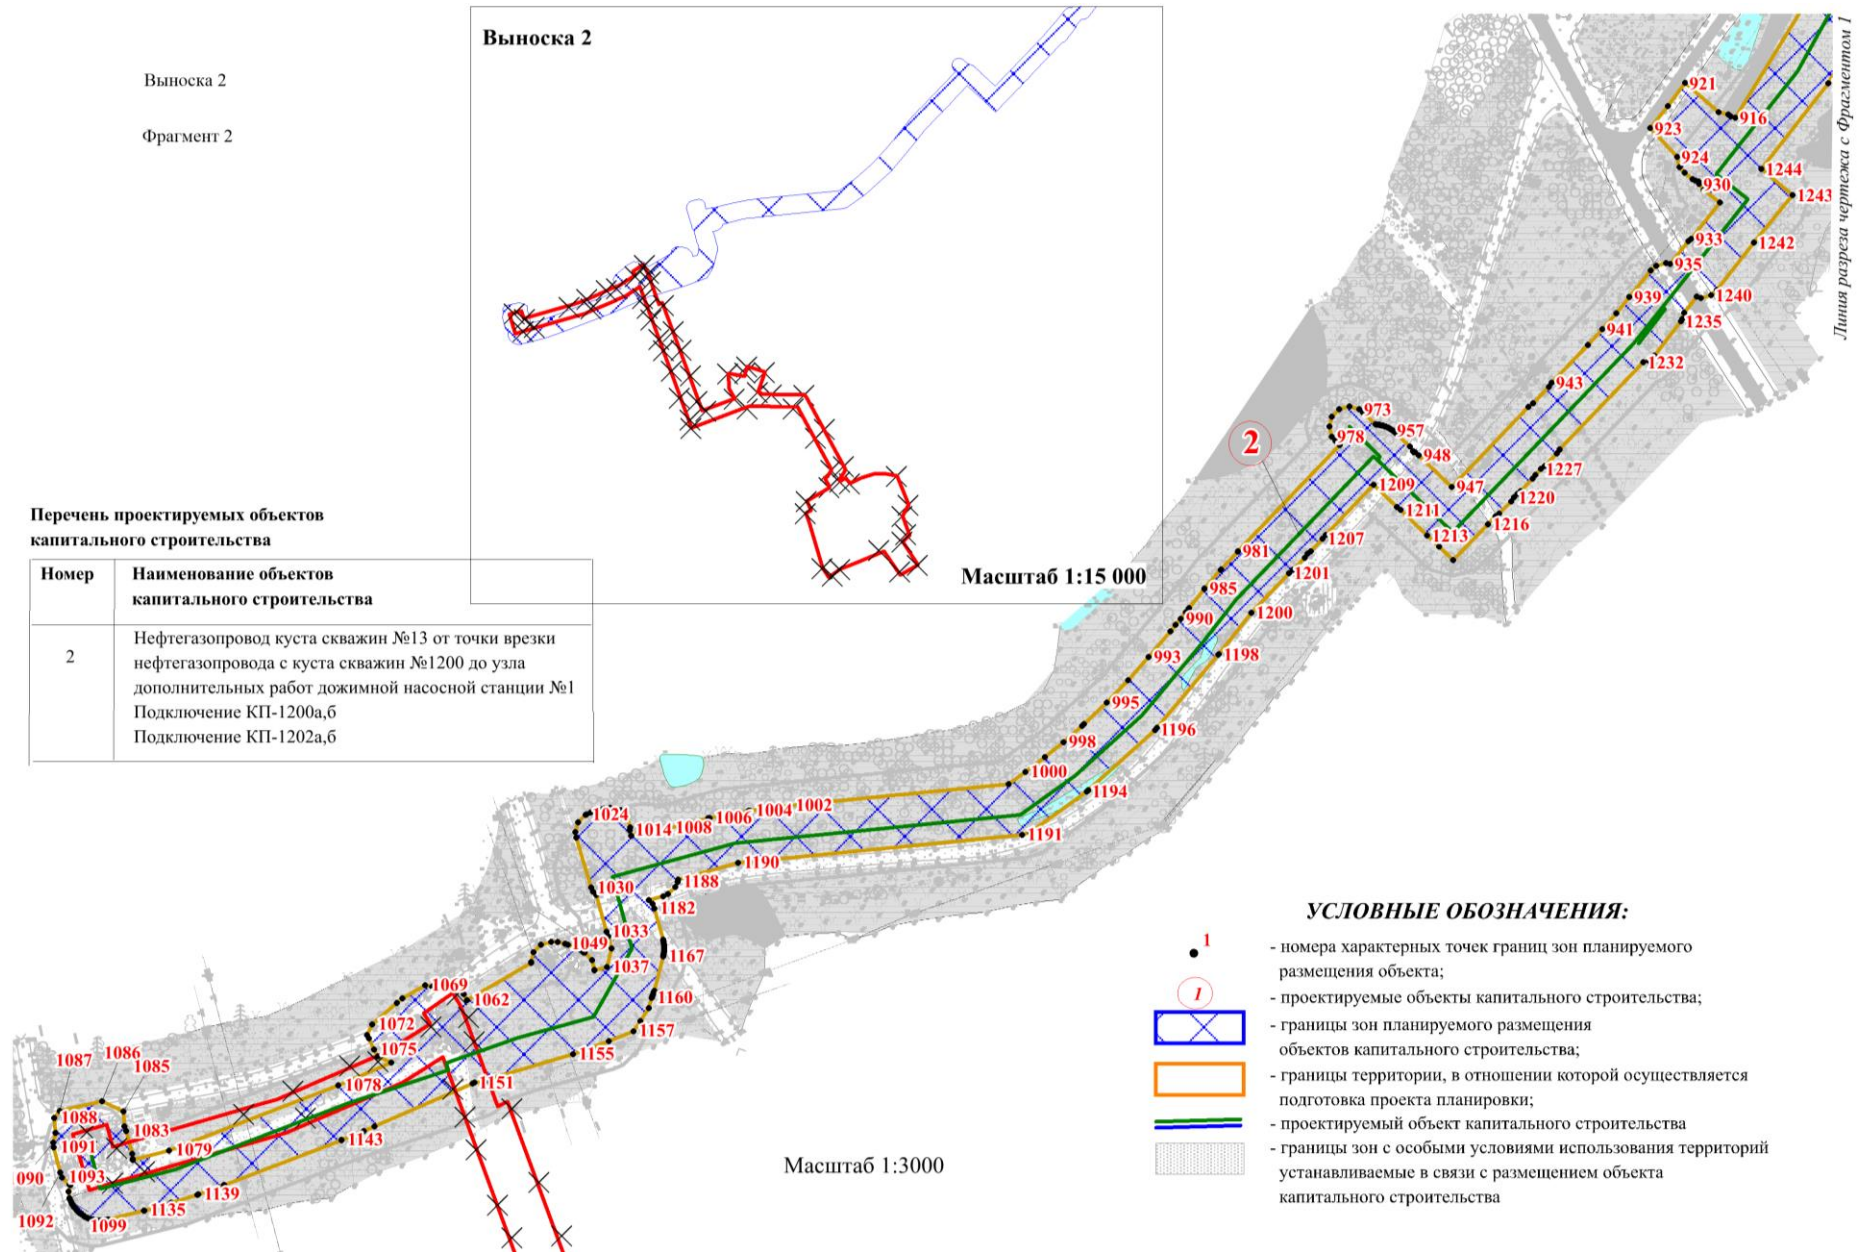 Выноска 2
Фрагмент 2
Выноска 2
Масштаб 1:15 000
Линия разреза чертежа с фрагментом 1
Перечень проектируемых объектов
капитального строительства
Номер
Наименование объектов
капитального строительства
2
Нефтегазопровод куста скважин №13 от точки врезки
нефтегазопровода с куста скважин №1200 до узла
дополнительных работ дожимной насосной станции №1
Подключение КП-1200а,б
Подключение КП-1202а,б
921
916
923
924
1244
930
1243
933
1242
935
939
1240
941
1235
1232
943
973
957
978
948
2
1227
947
1209
1220
1211
1216
1213
1207
981
1201
985
1200
990
1198
993
995
1196
998
1000
1194
1002
1004
1006
1008
1014
1024
1191
1190
1188
1030
1182
1033
1049
1167
1037
1069
1062
1160
1072
1157
1075
1155
1086
1087
1085
1078
1151
1088
1083
1091
1143
1079
090
1093
1139
1135
1092
1099
Масштаб 1:3000
УСЛОВНЫЕ ОБОЗНАЧЕНИЯ:
1
- номера характерных точек границ зон планируемого
размещения объекта;
1
- проектируемые объекты капитального строительства;
- границы зон планируемого размещения
объектов капитального строительства;
- границы территории, в отношении которой осуществляется
подготовка проекта планировки;
- проектируемый объект капитального строительства
- границы зон с особыми условиями использования территорий
устанавливаемые в связи с размещением объекта
капитального строительства